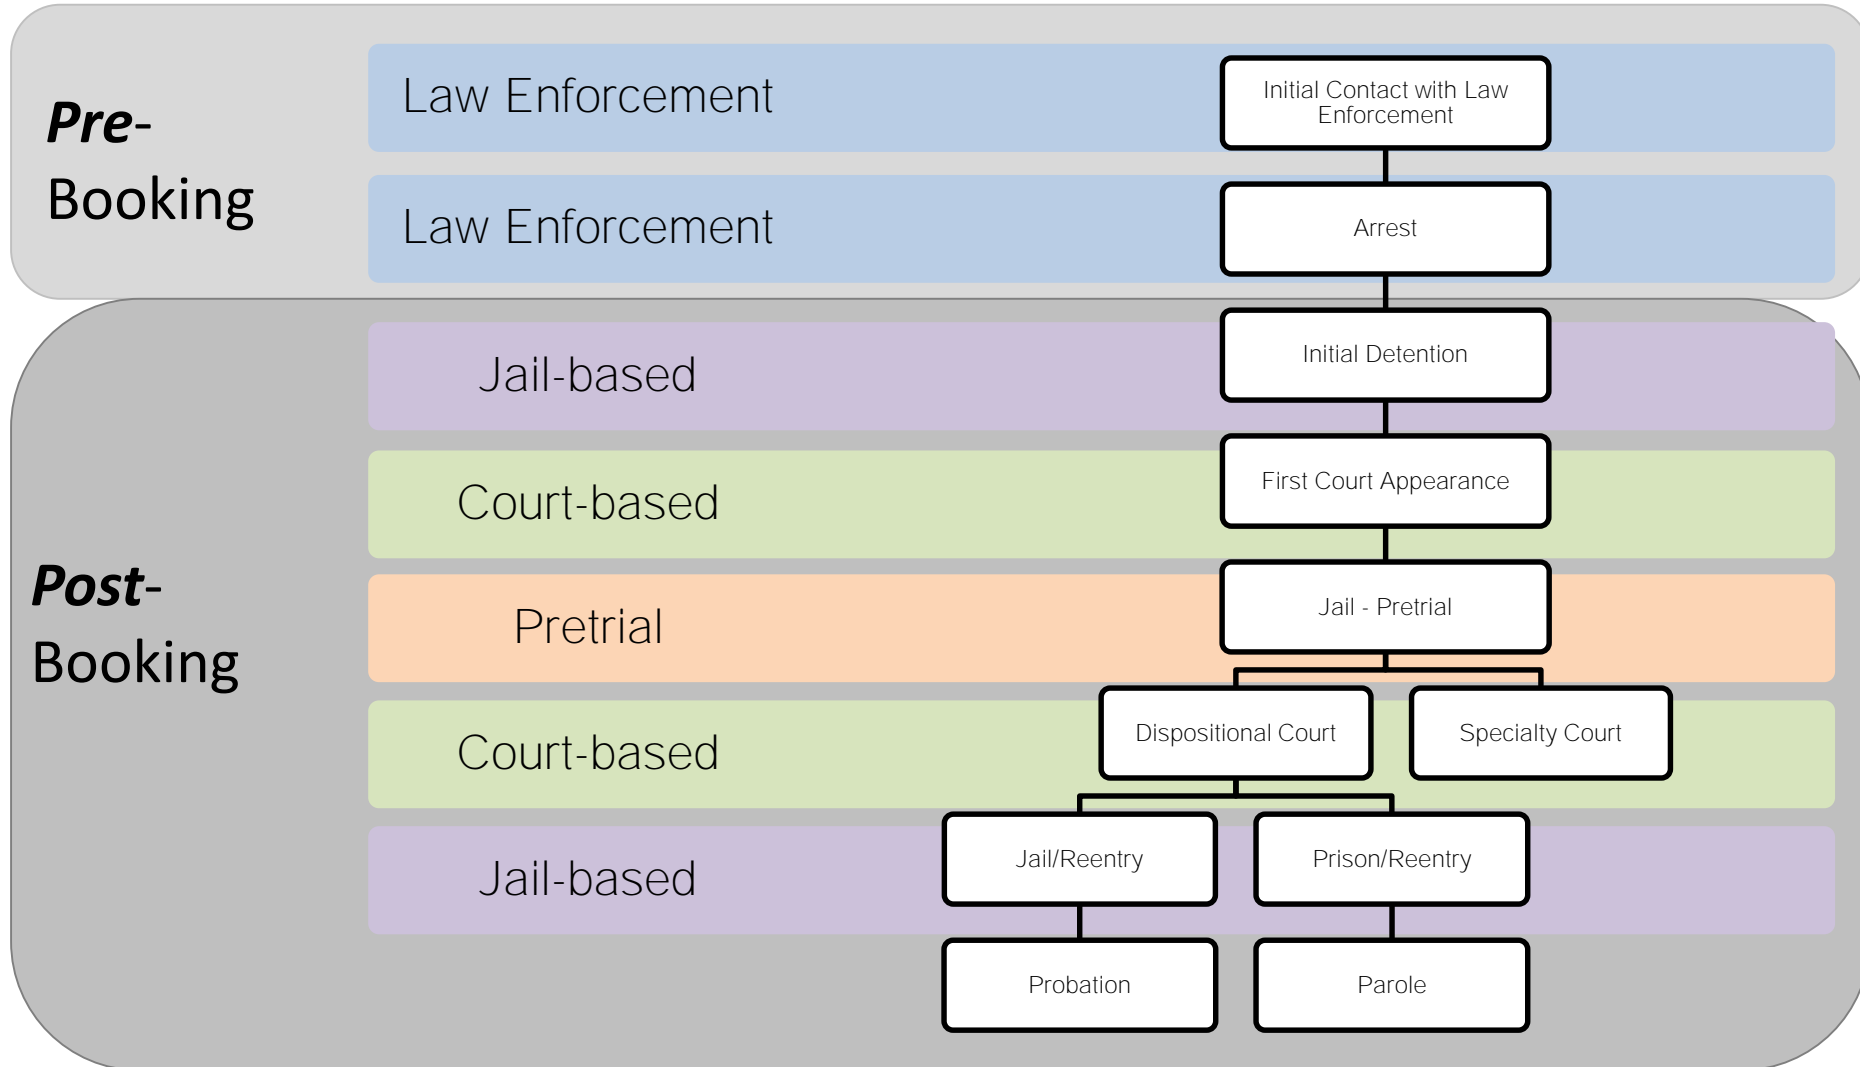 Pre-
Booking
Law Enforcement
Initial Contact with Law
Enforcement
Law Enforcement
Arrest
Post-
Booking
Jail-based
Initial Detention
Court-based
First Court Appearance
Pretrial
Jail - Pretrial
Court-based
Dispositional Court
Specialty Court
Jail-based
Jail/Reentry
Prison/Reentry
Probation
Parole